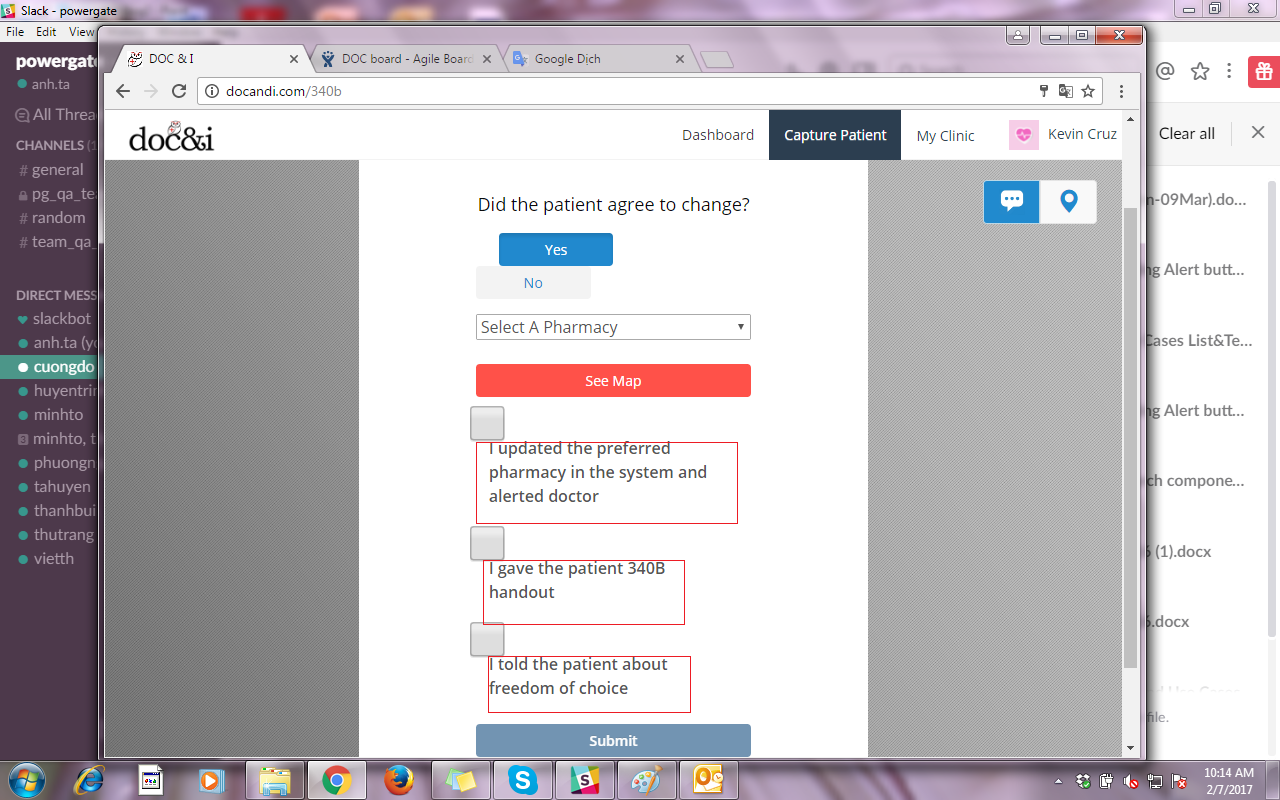 Slack - powergate
File Edit View
powergate
anh.ta
All Threa
CHANNELS (1
# general
pg_qa_tea
# random
# team_qa_
DIRECT MESS
slackbot
anh.ta (yo
cuongdo
huyentrin
minhto
3 minhto, t
phuongn
tahuyen
thanhbui
thutrang
vietth
DOC & I
DOC board - Agile Board
Google Dịch
docandi.com/340b
doc&i
Dashboard
Capture Patient
My Clinic
Kevin Cruz
Did the patient agree to change?
Yes
No
Select A Pharmacy
See Map
I updated the preferred
pharmacy in the system and
alerted doctor
I gave the patient 340B
handout
I told the patient about
freedom of choice
Submit
Clear all
n-09Mar).do...
ng Alert butt...
Cases List&Te...
ng Alert butt...
ch compone...
6 (1).docx
6.docx
file.
10:14 AM
2/7/2017